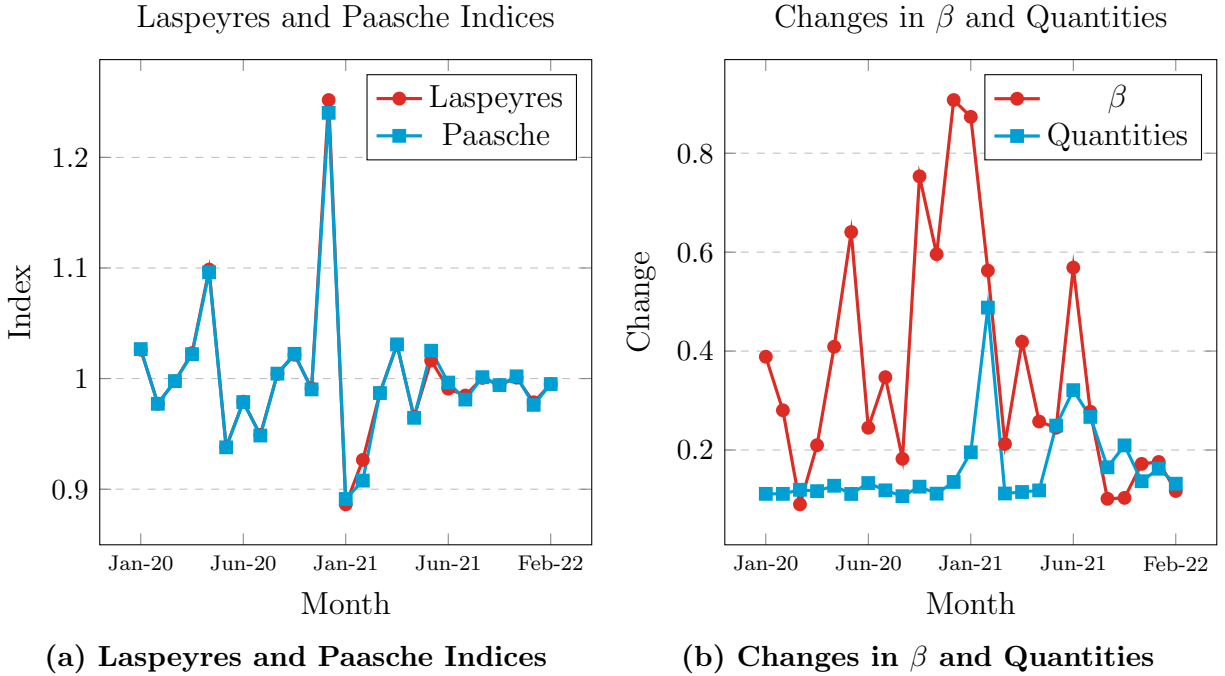 Laspeyres and Paasche Indices
Laspeyres
Paasche
1.2
1.1
1
0.9
Index
Jan-20 Jun-20 Jan-21 Jun-21 Feb-22
Month
(a) Laspeyres and Paasche Indices
Changes in β and Quantities
β
Quantities
0.8
0.6
0.4
0.2
Change
Jan-20 Jun-20 Jan-21 Jun-21 Feb-22
Month
(b) Changes in β and Quantities